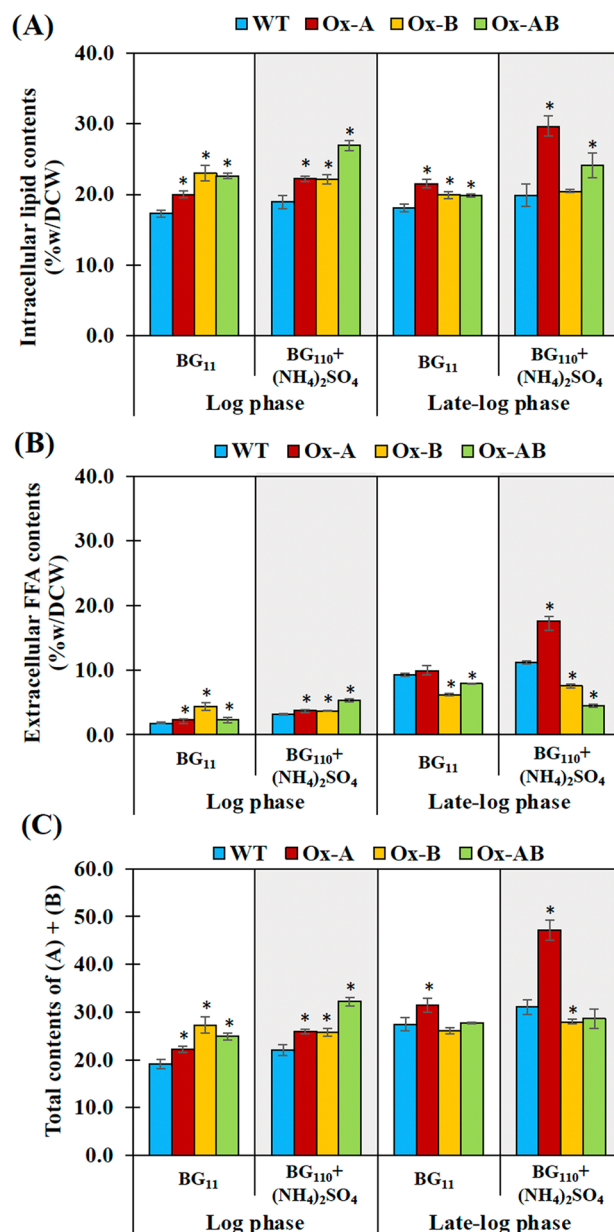 (A)
WT Ox-A Ox-B Ox-AB
Intracellular lipid contents
(%w/DCW)
40.0
30.0
20.0
10.0
0.0
* * * * * * * * * * *
BG₁₁ BG₁₁₀+ BG₁₁ BG₁₁₀+
(NH₄)₂SO₄ (NH₄)₂SO₄
Log phase Late-log phase
(B)
WT Ox-A Ox-B Ox-AB
Extracellular FFA contents
(%w/DCW)
40.0
30.0
20.0
10.0
0.0
* * * * * * * * * * *
BG₁₁ BG₁₁₀+ BG₁₁ BG₁₁₀+
(NH₄)₂SO₄ (NH₄)₂SO₄
Log phase Late-log phase
(C)
WT Ox-A Ox-B Ox-AB
Total contents of (A) + (B)
60.0
50.0
40.0
30.0
20.0
10.0
0.0
* * * * * * * * *
BG₁₁ BG₁₁₀+ BG₁₁ BG₁₁₀+
(NH₄)₂SO₄ (NH₄)₂SO₄
Log phase Late-log phase